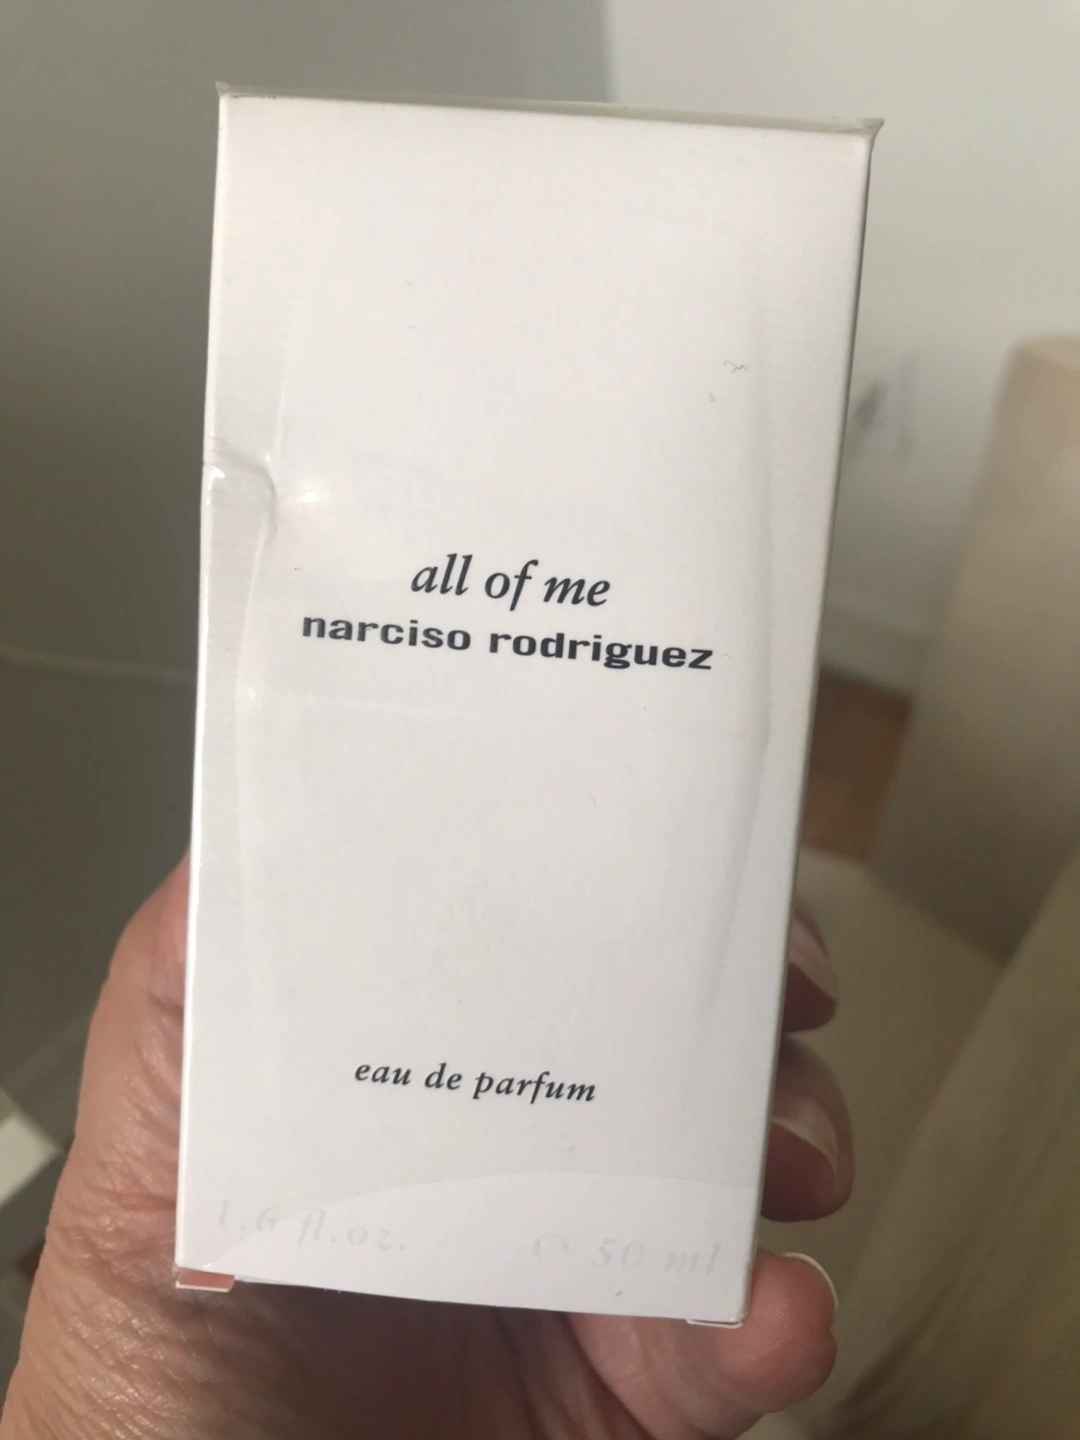 all of me
narciso rodriguez
eau de parfum
1.6 fl.oz. ℮ 50 ml